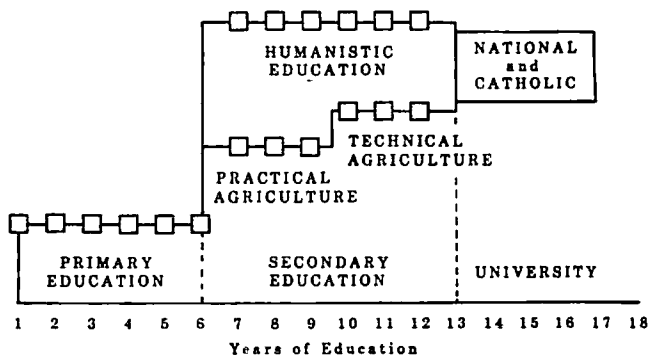 HUMANISTIC
EDUCATION
NATIONAL
and
CATHOLIC
TECHNICAL
AGRICULTURE
PRACTICAL
AGRICULTURE
PRIMARY
EDUCATION
SECONDARY
EDUCATION
UNIVERSITY
1 2 3 4 5 6 7 8 9 10 11 12 13 14 15 16 17 18
Years of Education